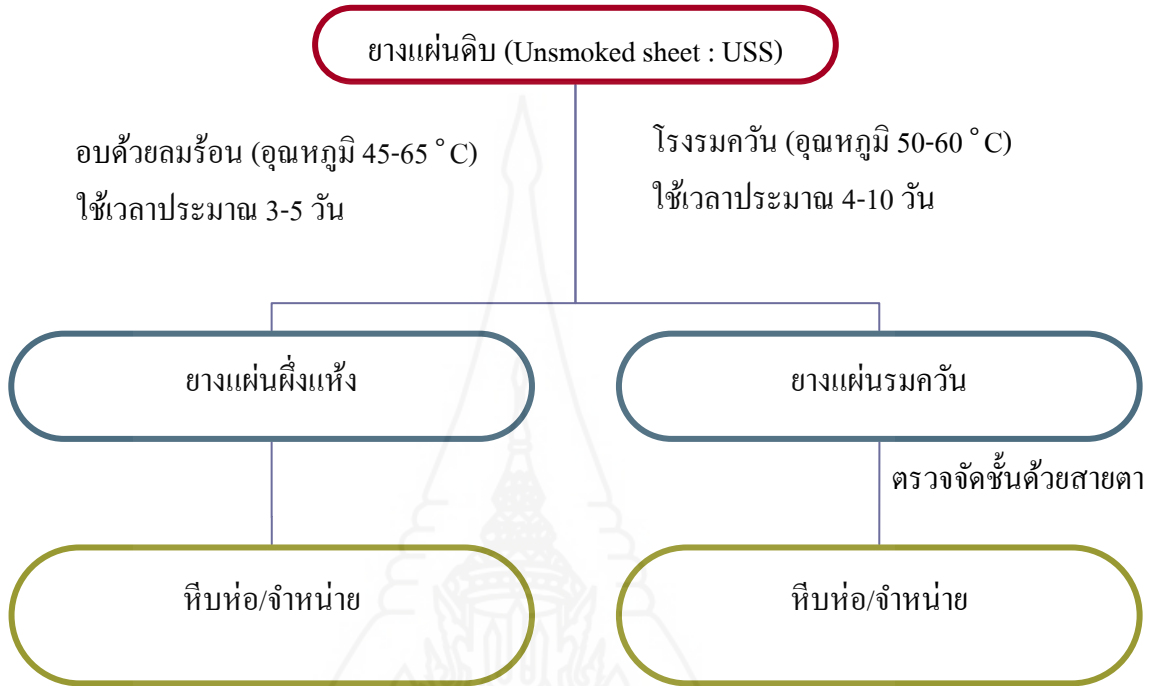 ยางแผ่นดิบ (Unsmoked sheet : USS)
อบด้วยลมร้อน (อุณหภูมิ 45-65 °C)
ใช้เวลาประมาณ 3-5 วัน
โรงรมควัน (อุณหภูมิ 50-60 °C)
ใช้เวลาประมาณ 4-10 วัน
ยางแผ่นผึ่งแห้ง
ยางแผ่นรมควัน
ตรวจจัดชั้นด้วยสายตา
หีบห่อ/จำหน่าย
หีบห่อ/จำหน่าย